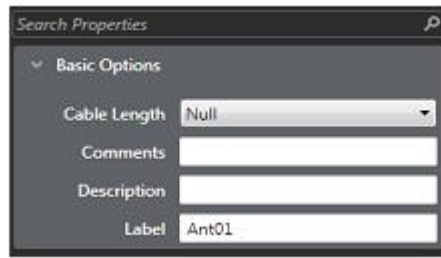 Search Properties
Basic Options
Cable Length Null
Comments
Description
Label Ant01